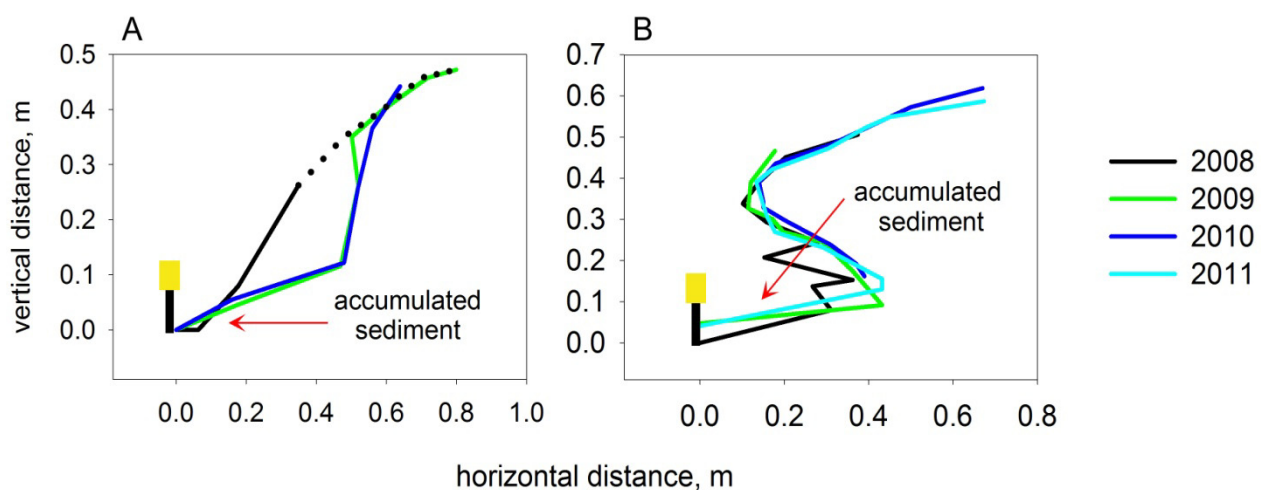 A
B
vertical distance, m
0.5
0.4
0.3
0.2
0.1
0.0
accumulated
sediment
0.0 0.2 0.4 0.6 0.8 1.0
0.7
0.6
0.5
0.4
0.3
0.2
0.1
0.0
accumulated
sediment
0.0 0.2 0.4 0.6 0.8
2008
2009
2010
2011
horizontal distance, m